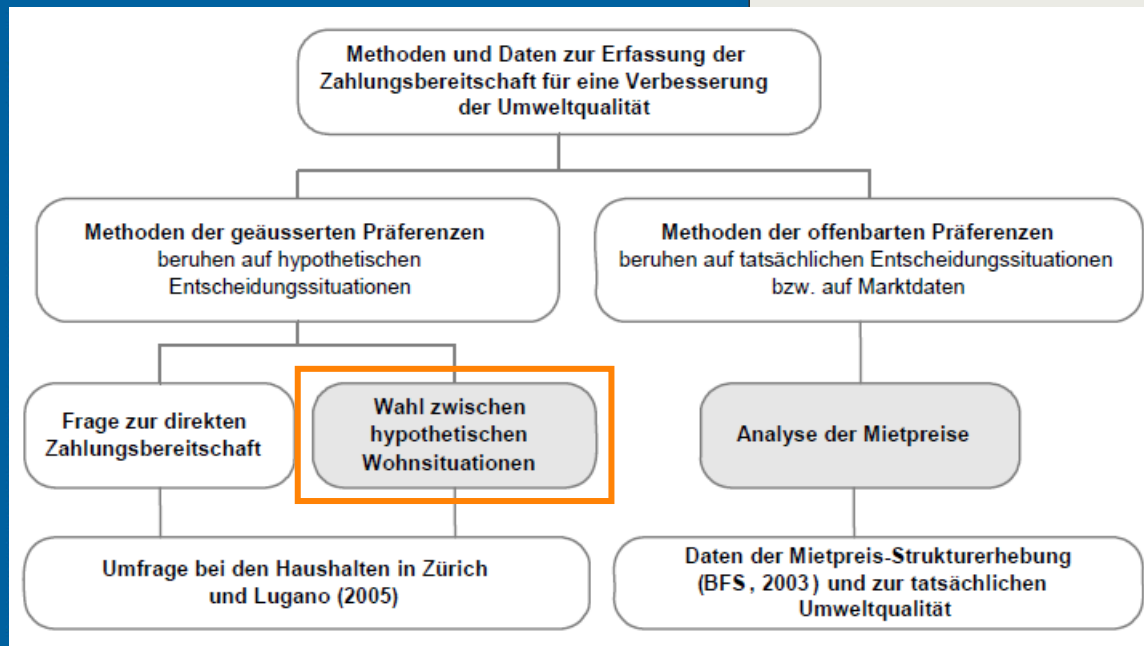 Methoden und Daten zur Erfassung der
Zahlungsbereitschaft für eine Verbesserung
der Umweltqualität
Methoden der geäusserten Präferenzen
beruhen auf hypothetischen
Entscheidungssituationen
Methoden der offenbarten Präferenzen
beruhen auf tatsächlichen Entscheidungssituationen
bzw. auf Marktdaten
Frage zur direkten
Zahlungsbereitschaft
Wahl zwischen
hypothetischen
Wohnsituationen
Analyse der Mietpreise
Umfrage bei den Haushalten in Zürich
und Lugano (2005)
Daten der Mietpreis-Strukturerhebung
(BFS, 2003) und zur tatsächlichen
Umweltqualität